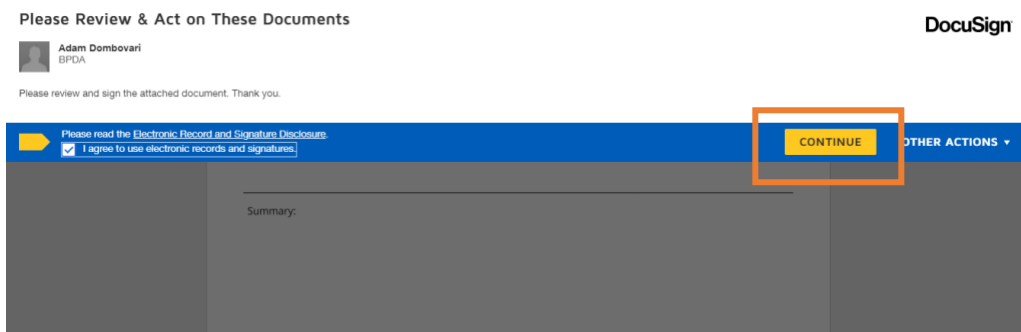 Please Review & Act on These Documents
DocuSign
Adam Dombovari
BPDA
Please review and sign the attached document. Thank you.
Please read the Electronic Record and Signature Disclosure.
I agree to use electronic records and signatures.
CONTINUE
OTHER ACTIONS
Summary: